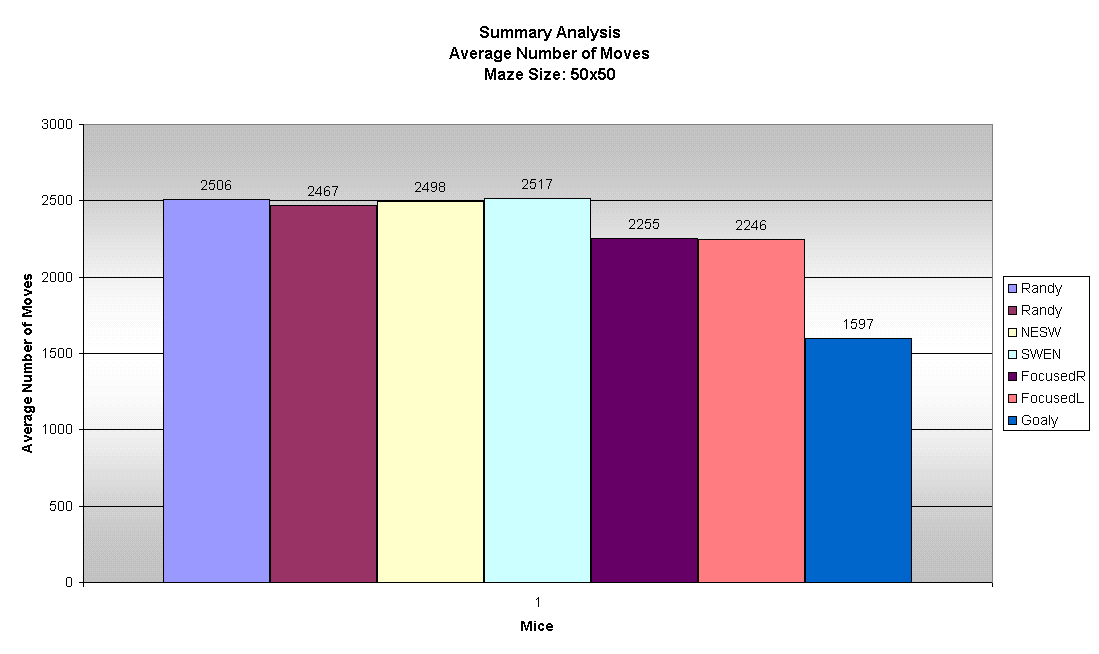 Summary Analysis
Average Number of Moves
Maze Size: 50x50
3000
2500
2000
1500
1000
500
0
Average Number of Moves
2506
2467
2498
2517
2255
2246
1597
1
Mice
Randy
Randy
NESW
SWEN
FocusedR
FocusedL
Goaly